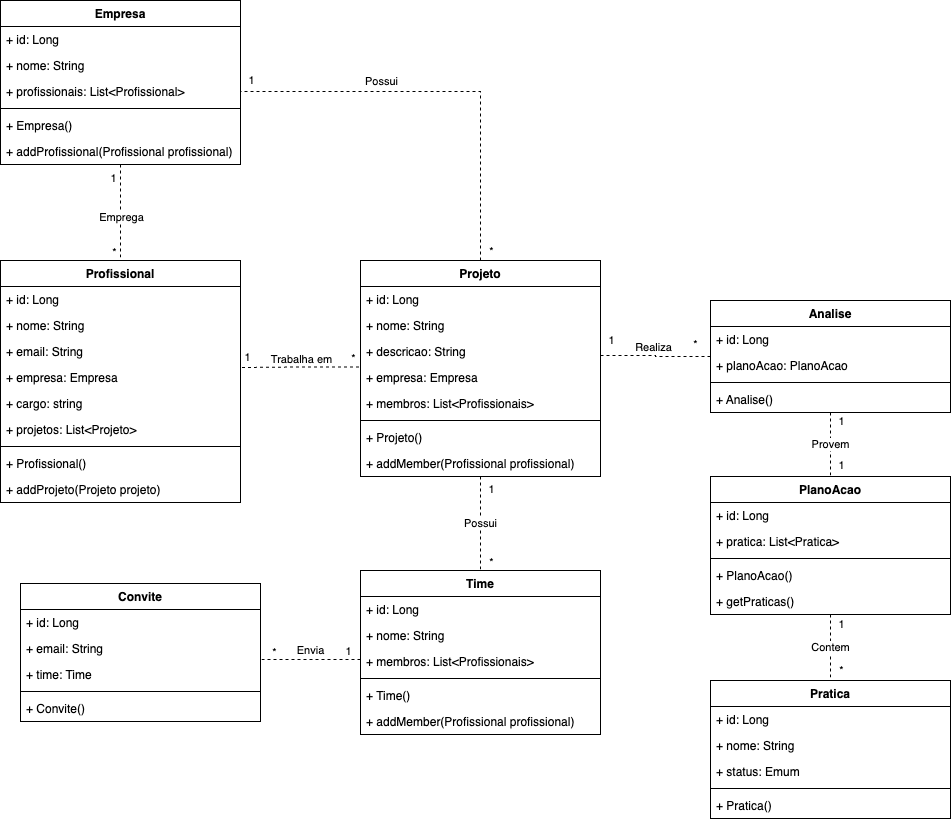 Empresa
+ id: Long
+ nome: String
+ profissionais: List<Profissional>
+ Empresa()
+ addProfissional(Profissional profissional)
1
Possui
*
1
Emprega
*
Profissional
+ id: Long
+ nome: String
+ email: String
+ empresa: Empresa
+ cargo: string
+ projetos: List<Projeto>
+ Profissional()
+ addProjeto(Projeto projeto)
1
Trabalha em
*
Projeto
+ id: Long
+ nome: String
+ descricao: String
+ empresa: Empresa
+ membros: List<Profissionais>
+ Projeto()
+ addMember(Profissional profissional)
1
Realiza
*
Analise
+ id: Long
+ planoAcao: PlanoAcao
+ Analise()
1
Provem
1
PlanoAcao
+ id: Long
+ pratica: List<Pratica>
+ PlanoAcao()
+ getPraticas()
1
Contem
*
Pratica
+ id: Long
+ nome: String
+ status: Emum
+ Pratica()
1
Possui
*
Time
+ id: Long
+ nome: String
+ membros: List<Profissionais>
+ Time()
+ addMember(Profissional profissional)
*
Envia
1
Convite
+ id: Long
+ email: String
+ time: Time
+ Convite()